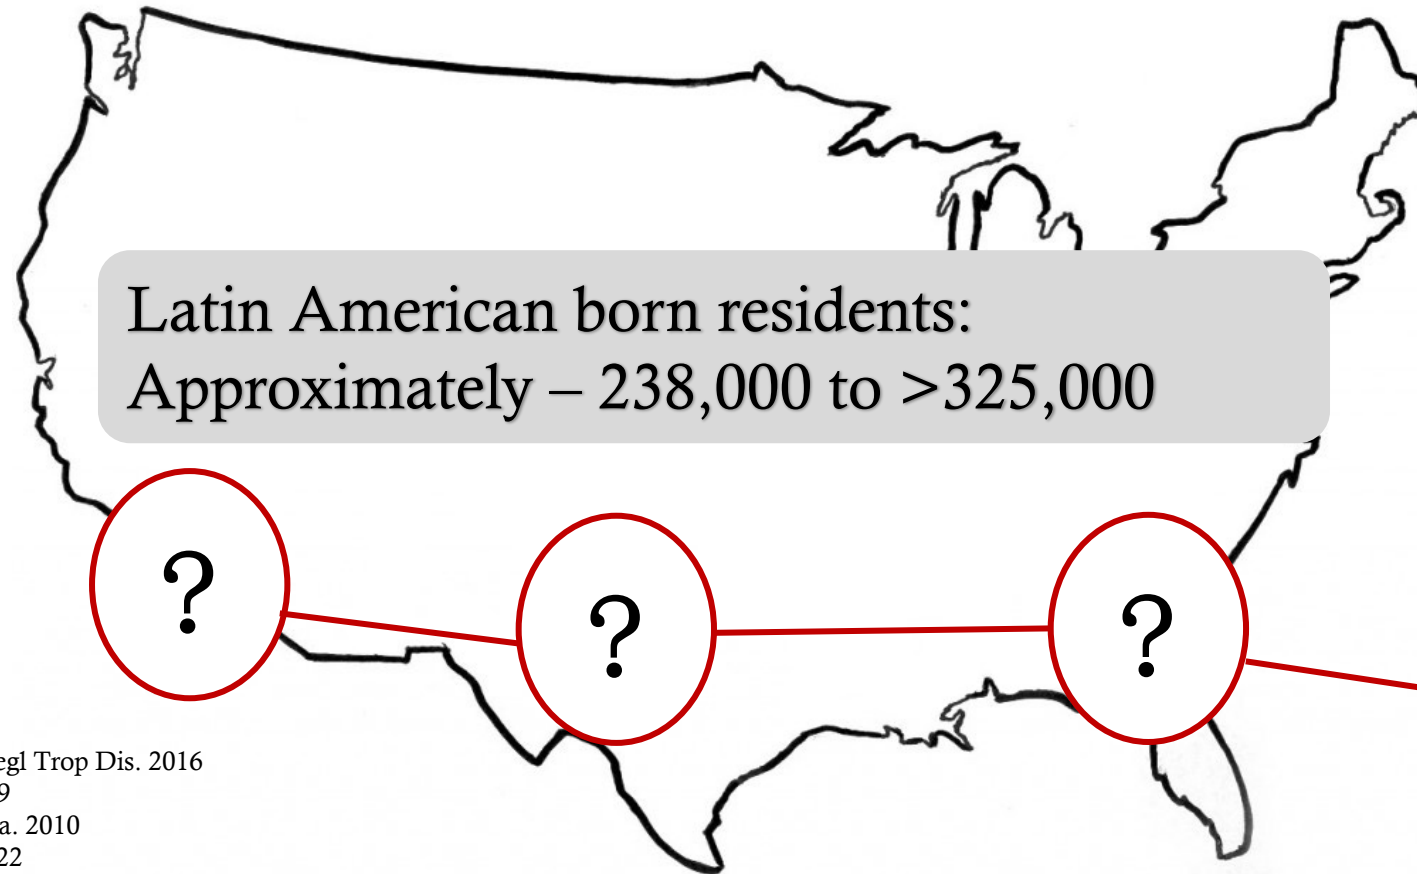 Latin American born residents:
Approximately – 238,000 to >325,000
?
?
?
egl Trop Dis. 2016
9
a. 2010
22